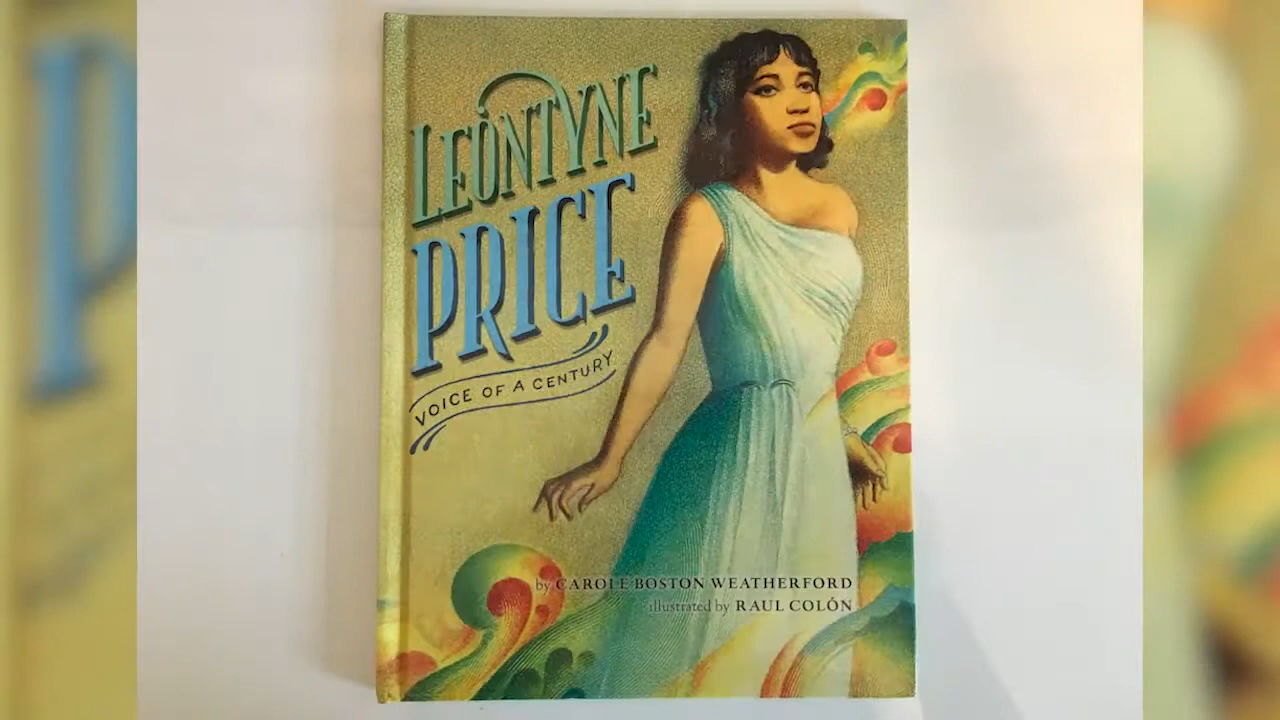 LEONTYNE
PRICE
VOICE OF A CENTURY
by CAROLE BOSTON WEATHERFORD
illustrated by RAUL COLÓN